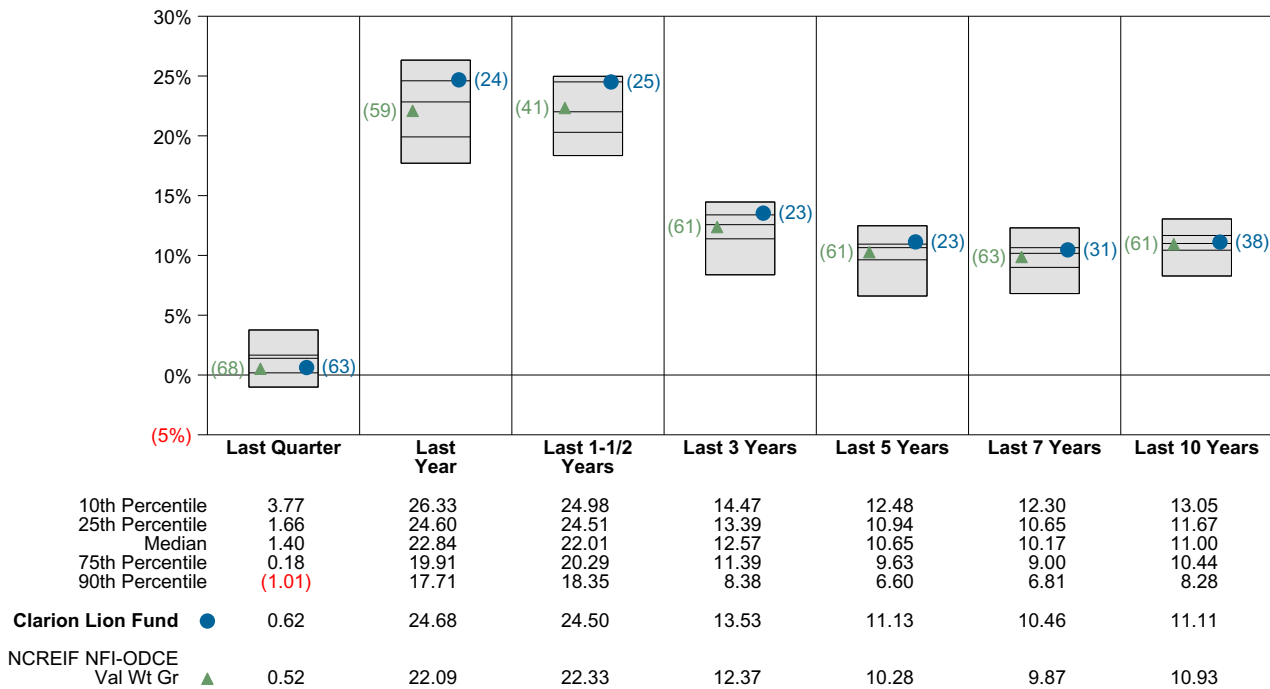 30%
25%
20%
15%
10%
5%
0%
(5%)
(68) (63)
(59) (24)
(41) (25)
(61) (23)
(61) (23)
(63) (31)
(61) (38)
Last Quarter Last Year Last 1-1/2 Years Last 3 Years Last 5 Years Last 7 Years Last 10 Years
10th Percentile 3.77 26.33 24.98 14.47 12.48 12.30 13.05
25th Percentile 1.66 24.60 24.51 13.39 10.94 10.65 11.67
Median 1.40 22.84 22.01 12.57 10.65 10.17 11.00
75th Percentile 0.18 19.91 20.29 11.39 9.63 9.00 10.44
90th Percentile (1.01) 17.71 18.35 8.38 6.60 6.81 8.28
Clarion Lion Fund 0.62 24.68 24.50 13.53 11.13 10.46 11.11
NCREIF NFI-ODCE
Val Wt Gr 0.52 22.09 22.33 12.37 10.28 9.87 10.93